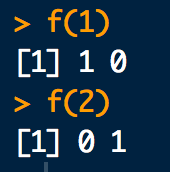 > f(1)
[1] 1 0
> f(2)
[1] 0 1